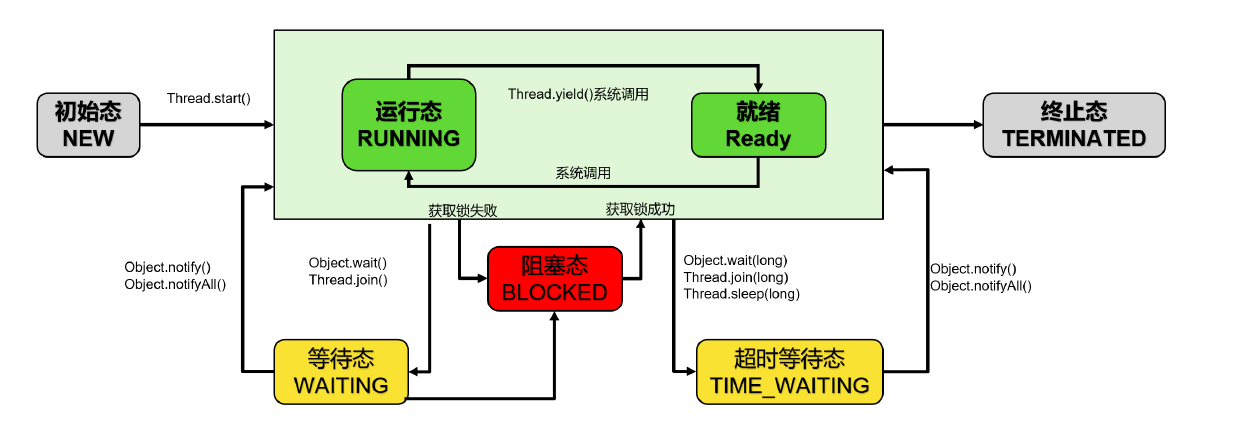 初始态
NEW
Thread.start()
运行态
RUNNING
Thread.yield()系统调用
就绪
Ready
系统调用
终止态
TERMINATED
获取锁失败
获取锁成功
Object.notify()
Object.notifyAll()
Object.wait()
Thread.join()
阻塞态
BLOCKED
Object.wait(long)
Thread.join(long)
Thread.sleep(long)
Object.notify()
Object.notifyAll()
等待态
WAITING
超时等待态
TIME_WAITING